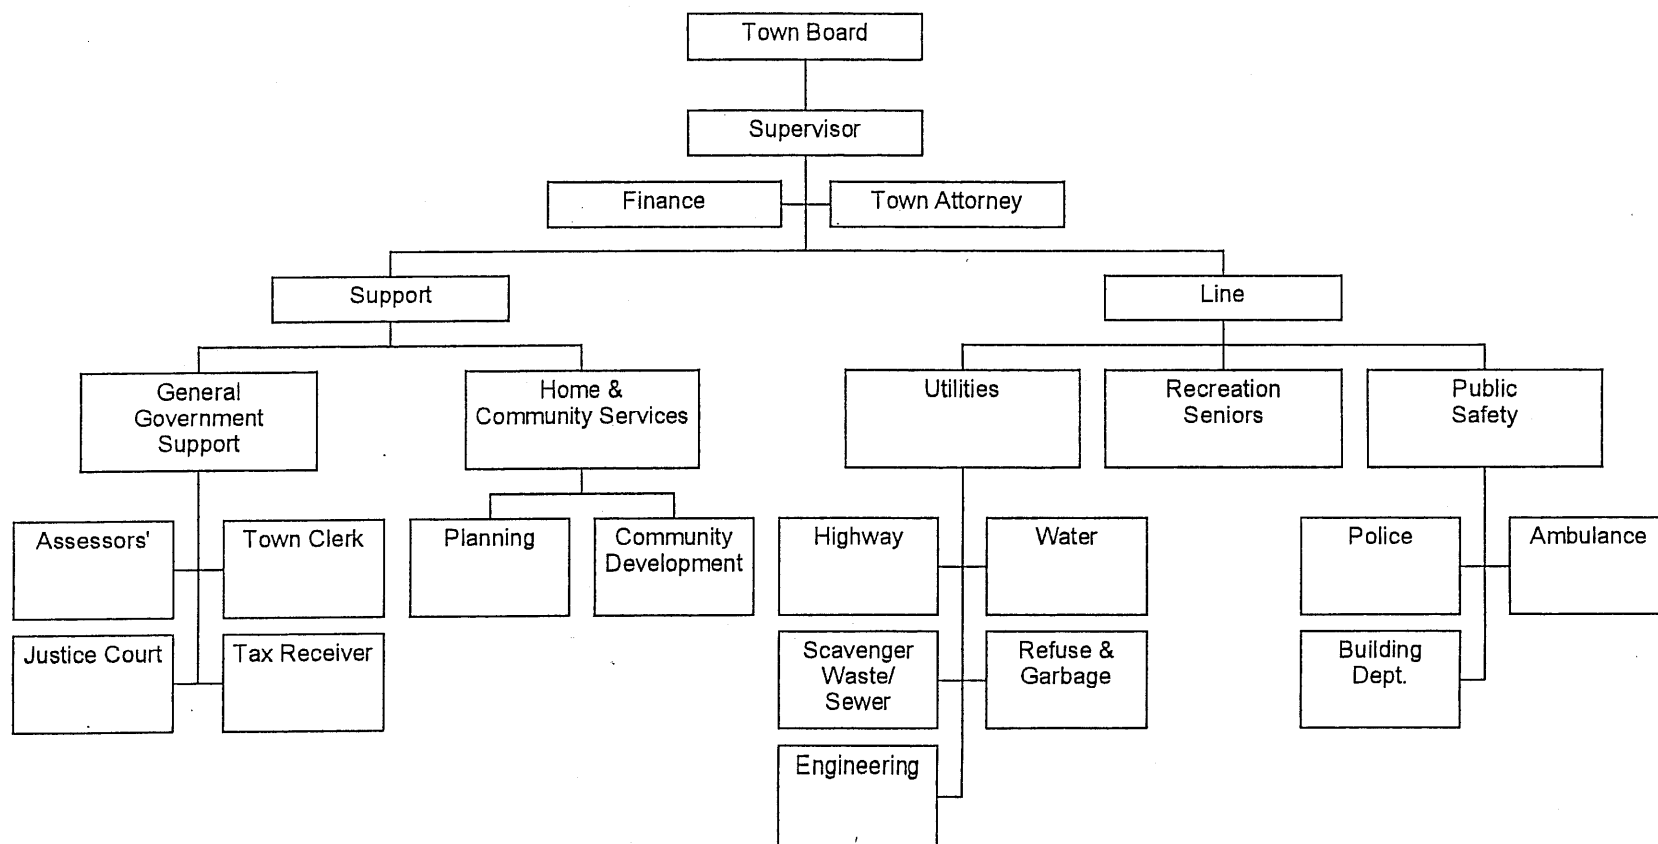 Town Board
Supervisor
Finance
Town Attorney
Support
Line
General
Government
Support
Home &
Community Services
Utilities
Recreation
Seniors
Public
Safety
Assessors'
Town Clerk
Planning
Community
Development
Highway
Water
Police
Ambulance
Justice Court
Tax Receiver
Scavenger
Waste/
Sewer
Refuse &
Garbage
Building
Dept.
Engineering